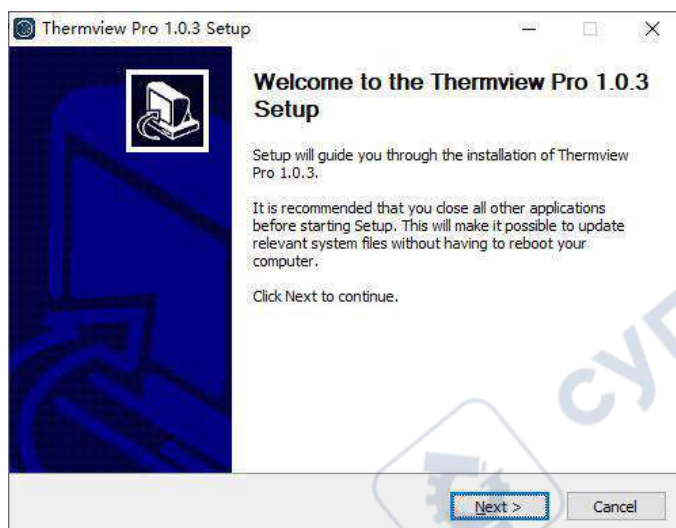 Thermview Pro 1.0.3 Setup
Welcome to the Thermview Pro 1.0.3
Setup
Setup will guide you through the installation of Thermview
Pro 1.0.3.
It is recommended that you close all other applications
before starting Setup. This will make it possible to update
relevant system files without having to reboot your
computer.
Click Next to continue.
Next >
Cancel